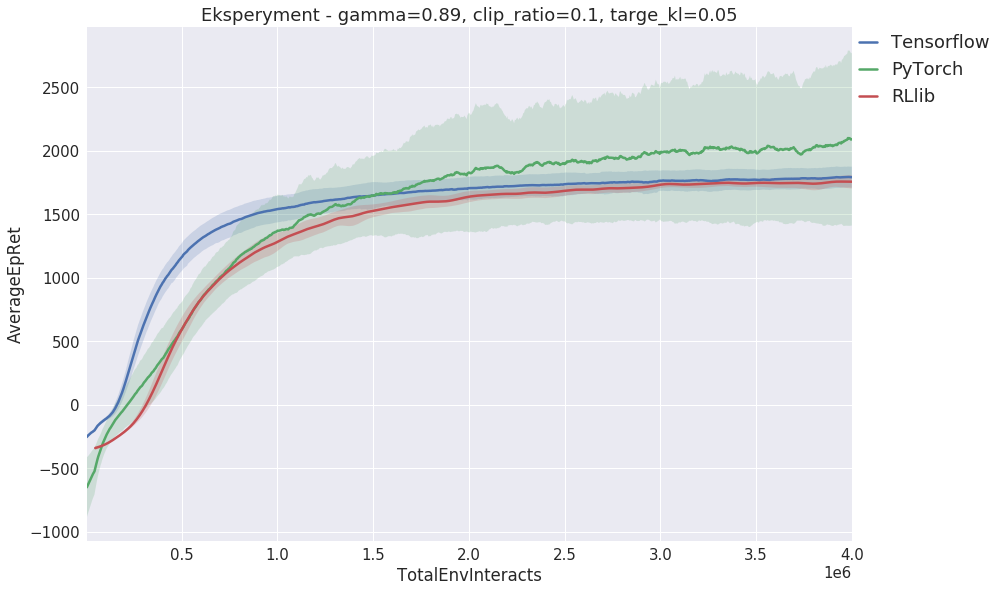 Eksperyment - gamma=0.89, clip_ratio=0.1, targe_kl=0.05
Tensorflow
PyTorch
RLlib
AverageEpRet
2500
2000
1500
1000
500
0
−500
−1000
0.5 1.0 1.5 2.0 2.5 3.0 3.5 4.0
1e6
TotalEnvInteracts